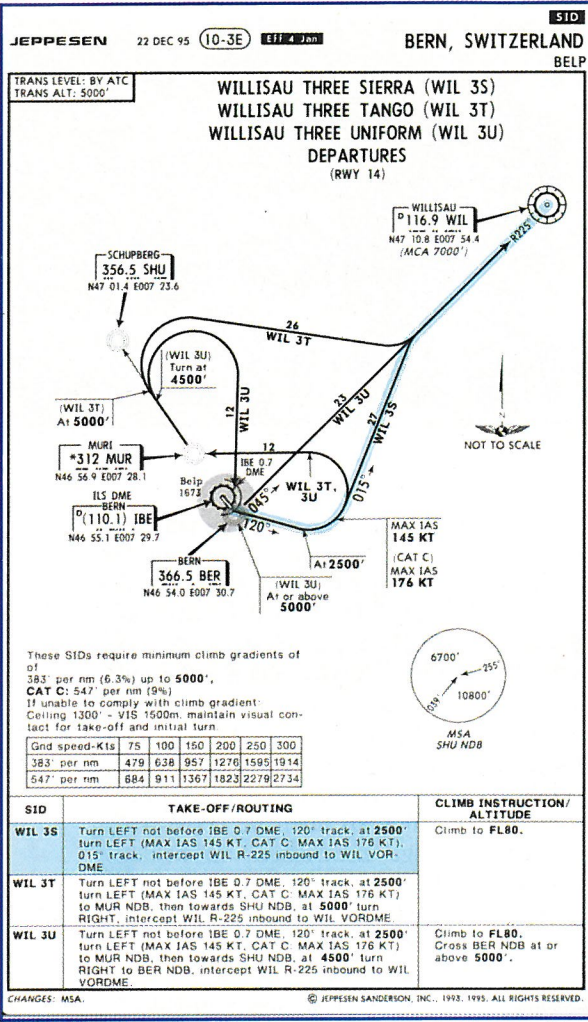 SID
JEPPESEN 22 DEC 95 10-3E Eff 4 Jan BERN, SWITZERLAND
BELP
TRANS LEVEL: BY ATC
TRANS ALT: 5000'
WILLISAU THREE SIERRA (WIL 3S)
WILLISAU THREE TANGO (WIL 3T)
WILLISAU THREE UNIFORM (WIL 3U)
DEPARTURES
(RWY 14)
WILLISAU
D 116.9 WIL
N47 10.8 E007 54.4
(MCA 7000')
R225°
SCHUPBERG
356.5 SHU
N47 01.4 E007 23.6
26
WIL 3T
(WIL 3U)
Turn at
4500'
12
WIL 3U
23
WIL 3U
27
WIL 3S
(WIL 3T)
At 5000'
N
NOT TO SCALE
MURI
*312 MUR
N46 56.9 E007 28.1
12
IBE 0.7
DME
WIL 3T,
3U
Belp
1673
045°
015°
120°
ILS DME
BERN
D (110.1) IBE
N46 55.1 E007 29.7
MAX IAS
145 KT
(CAT C)
MAX IAS
176 KT
At 2500'
BERN
366.5 BER
N46 54.0 E007 30.7
(WIL 3U)
At or above
5000'
These SIDs require minimum climb gradients of
of
383' per nm (6.3%) up to 5000',
CAT C: 547' per nm (9%)
If unable to comply with climb gradient:
Ceiling 1300' - VIS 1500m, maintain visual con-
tact for take-off and initial turn.
6700'
255°
039°
10800'
MSA
SHU NDB
Gnd speed-Kts 75 100 150 200 250 300
383' per nm 479 638 957 1276 1595 1914
547' per nm 684 911 1367 1823 2279 2734
SID TAKE-OFF/ROUTING CLIMB INSTRUCTION/
ALTITUDE
WIL 3S Turn LEFT not before IBE 0.7 DME, 120° track, at 2500'
turn LEFT (MAX IAS 145 KT, CAT C: MAX IAS 176 KT),
015° track, intercept WIL R-225 inbound to WIL VOR-
DME
Climb to FL80.
WIL 3T Turn LEFT not before IBE 0.7 DME, 120° track, at 2500'
turn LEFT (MAX IAS 145 KT, CAT C: MAX IAS 176 KT)
to MUR NDB, then towards SHU NDB, at 5000' turn
RIGHT, intercept WIL R-225 inbound to WIL VORDME.
WIL 3U Turn LEFT not before IBE 0.7 DME, 120° track, at 2500'
turn LEFT (MAX IAS 145 KT, CAT C: MAX IAS 176 KT)
to MUR NDB, then towards SHU NDB, at 4500' turn
RIGHT to BER NDB, intercept WIL R-225 inbound to WIL
VORDME.
Climb to FL80.
Cross BER NDB at or
above 5000'.
CHANGES: MSA. © JEPPESEN SANDERSON, INC., 1993, 1995. ALL RIGHTS RESERVED.